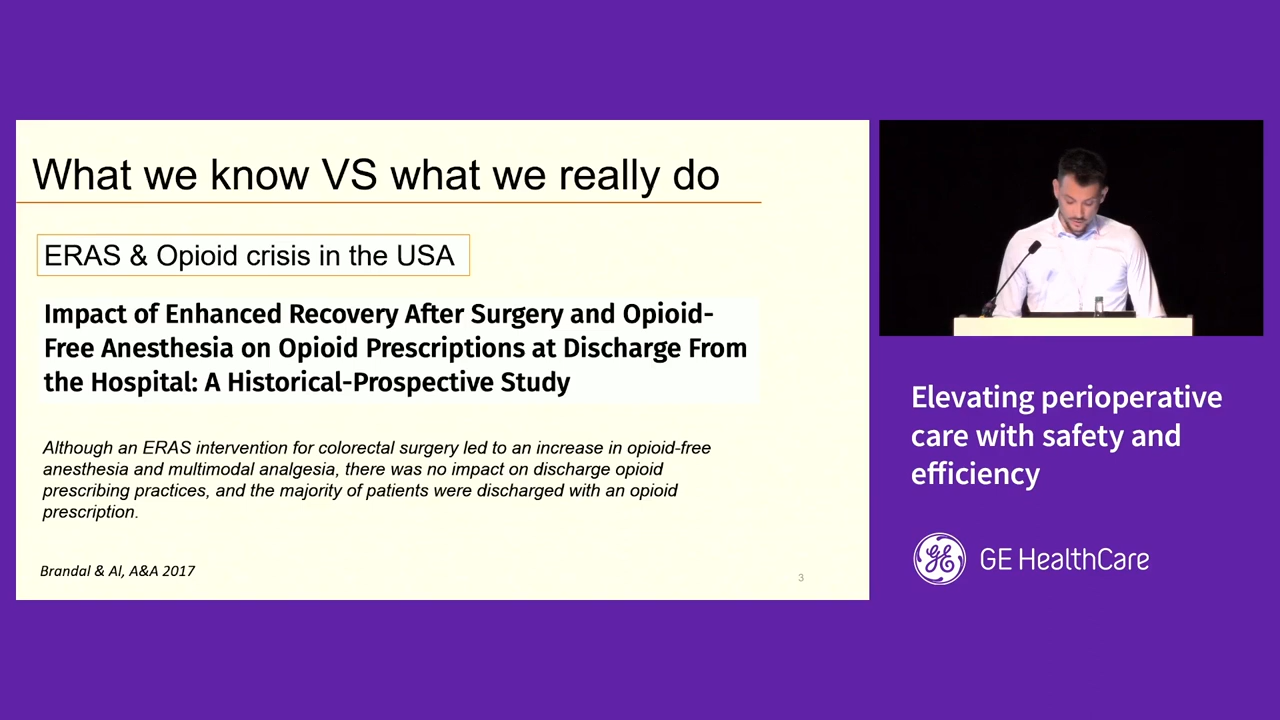 What we know VS what we really do
ERAS & Opioid crisis in the USA
Impact of Enhanced Recovery After Surgery and Opioid-
Free Anesthesia on Opioid Prescriptions at Discharge From
the Hospital: A Historical-Prospective Study
Although an ERAS intervention for colorectal surgery led to an increase in opioid-free
anesthesia and multimodal analgesia, there was no impact on discharge opioid
prescribing practices, and the majority of patients were discharged with an opioid
prescription.
Brandal & Al, A&A 2017
3
Elevating perioperative
care with safety and
efficiency
GE GE HealthCare